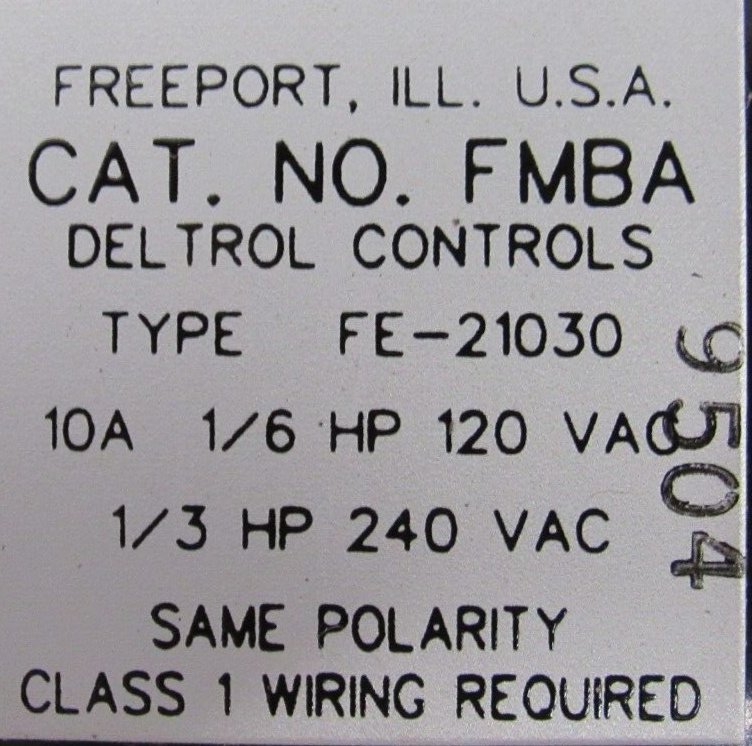 FREEPORT, ILL. U.S.A.
CAT. NO. FMBA
DELTROL CONTROLS
TYPE FE-21030
10A 1/6 HP 120 VAC
1/3 HP 240 VAC
SAME POLARITY
CLASS 1 WIRING REQUIRED
9504